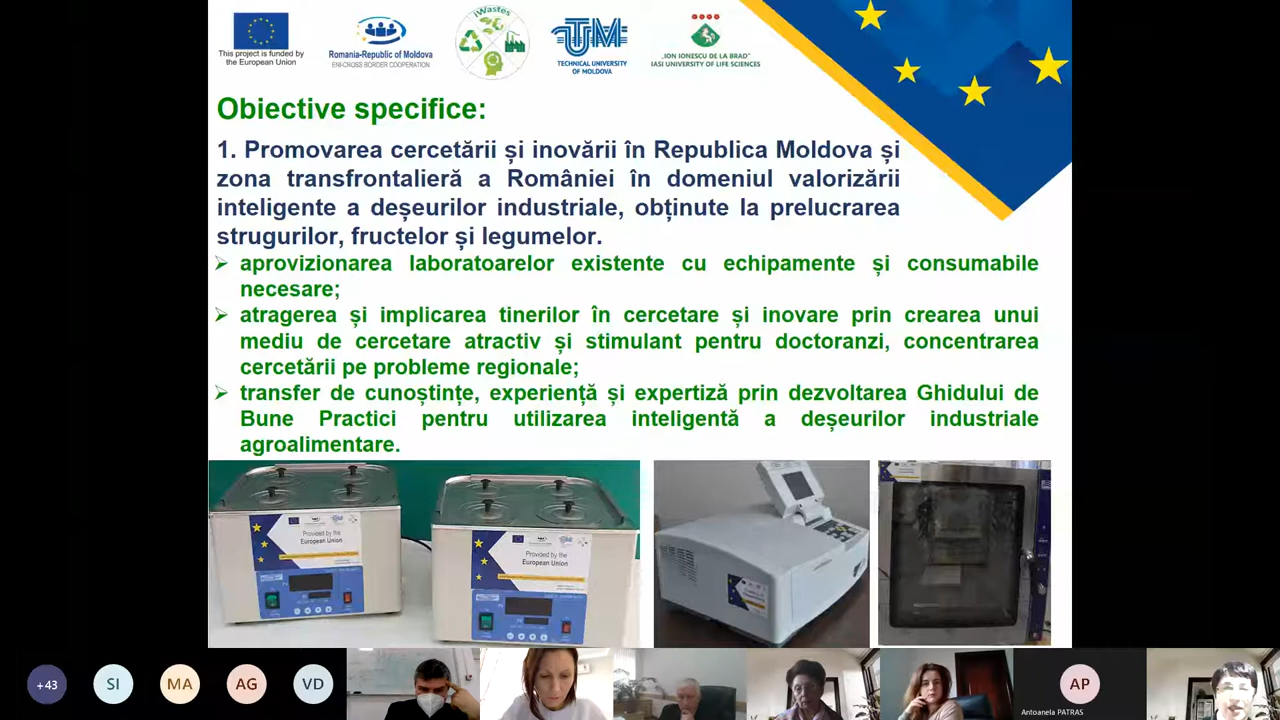 This project is funded by
the European Union
Romania-Republic of Moldova
ENI-CROSS BORDER COOPERATION
iWastes
UTM
TECHNICAL UNIVERSITY
OF MOLDOVA
„ION IONESCU DE LA BRAD”
IASI UNIVERSITY OF LIFE SCIENCES
Obiective specifice:
1. Promovarea cercetării și inovării în Republica Moldova și
zona transfrontalieră a României în domeniul valorizării
inteligente a deșeurilor industriale, obținute la prelucrarea
strugurilor, fructelor și legumelor.
aprovizionarea laboratoarelor existente cu echipamente și consumabile
necesare;
atragerea și implicarea tinerilor în cercetare și inovare prin crearea unui
mediu de cercetare atractiv și stimulant pentru doctoranzi, concentrarea
cercetării pe probleme regionale;
transfer de cunoștințe, experiență și expertiză prin dezvoltarea Ghidului de
Bune Practici pentru utilizarea inteligentă a deșeurilor industriale
agroalimentare.
Provided by the
European Union
Provided by the
European Union
+43
SI
MA
AG
VD
AP
Antoanela PATRAS